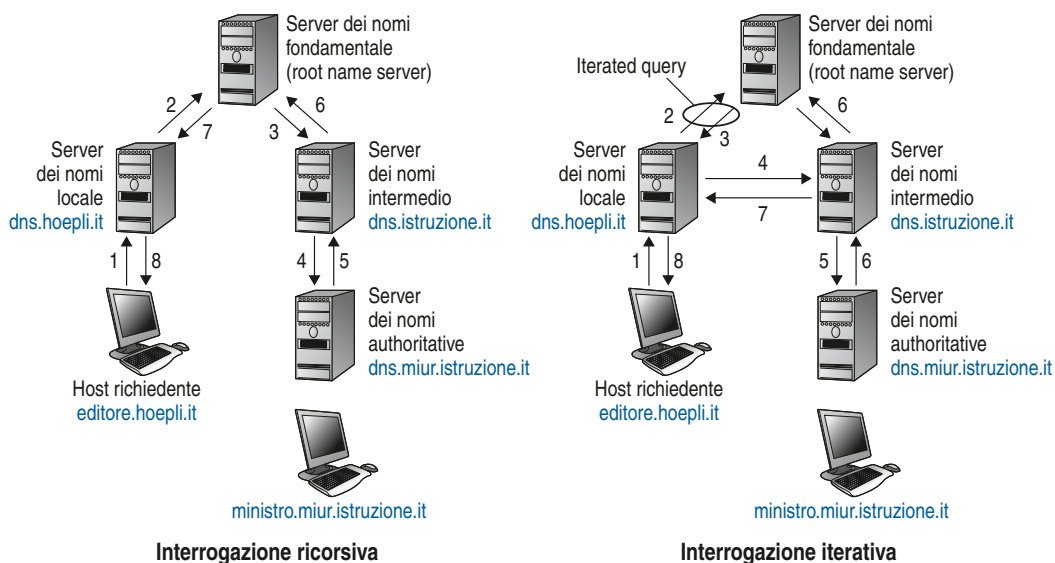 Server dei nomi
fondamentale
(root name server)
2
7
3
6
Server
dei nomi
locale
dns.hoepli.it
Server
dei nomi
intermedio
dns.istruzione.it
1
8
4
5
Server
dei nomi
authoritative
dns.miur.istruzione.it
Host richiedente
editore.hoepli.it
ministro.miur.istruzione.it
Interrogazione ricorsiva
Server dei nomi
fondamentale
(root name server)
Iterated query
2
3
6
Server
dei nomi
locale
dns.hoepli.it
4
7
Server
dei nomi
intermedio
dns.istruzione.it
1
8
5
6
Server
dei nomi
authoritative
dns.miur.istruzione.it
Host richiedente
editore.hoepli.it
ministro.miur.istruzione.it
Interrogazione iterativa